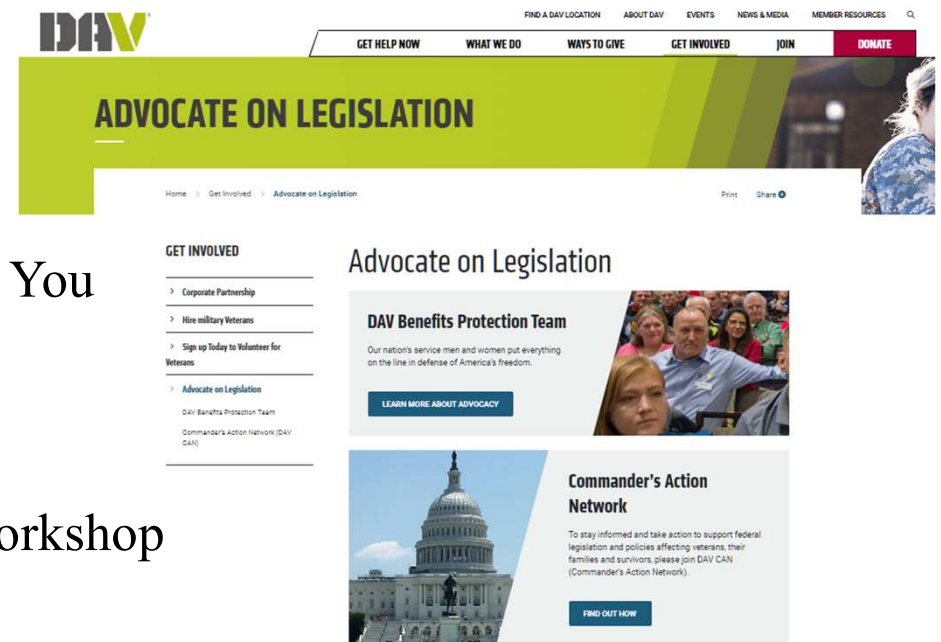 DAV
FIND A DAV LOCATION ABOUT DAV EVENTS NEWS & MEDIA MEMBER RESOURCES
GET HELP NOW WHAT WE DO WAYS TO GIVE GET INVOLVED JOIN DONATE
ADVOCATE ON LEGISLATION
Home > Get Involved > Advocate on Legislation
Print Share
You
GET INVOLVED
> Corporate Partnership
> Hire military Veterans
> Sign up Today to Volunteer for
Veterans
> Advocate on Legislation
DAV Benefits Protection Team
Commander's Action Network (DAV
CAN)
Advocate on Legislation
DAV Benefits Protection Team
Our nation's service men and women put everything
on the line in defense of America's freedom.
LEARN MORE ABOUT ADVOCACY
orkshop
Commander's Action
Network
To stay informed and take action to support federal
legislation and policies affecting veterans, their
families and survivors, please join DAV CAN
(Commander's Action Network).
FIND OUT HOW